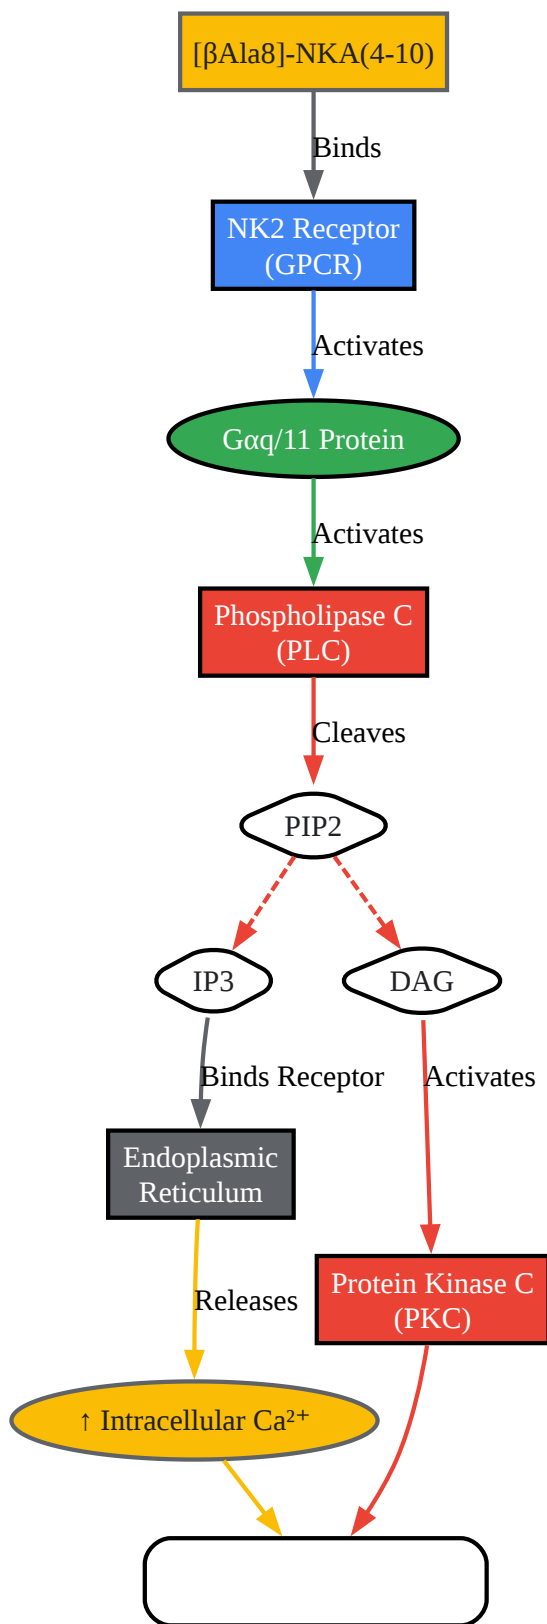 [βAla8]-NKA(4-10)
Binds
NK2 Receptor
(GPCR)
Activates
Gαq/11 Protein
Activates
Phospholipase C
(PLC)
Cleaves
PIP2
IP3
DAG
Binds Receptor
Activates
Endoplasmic
Reticulum
Protein Kinase C
(PKC)
Releases
↑ Intracellular Ca²⁺